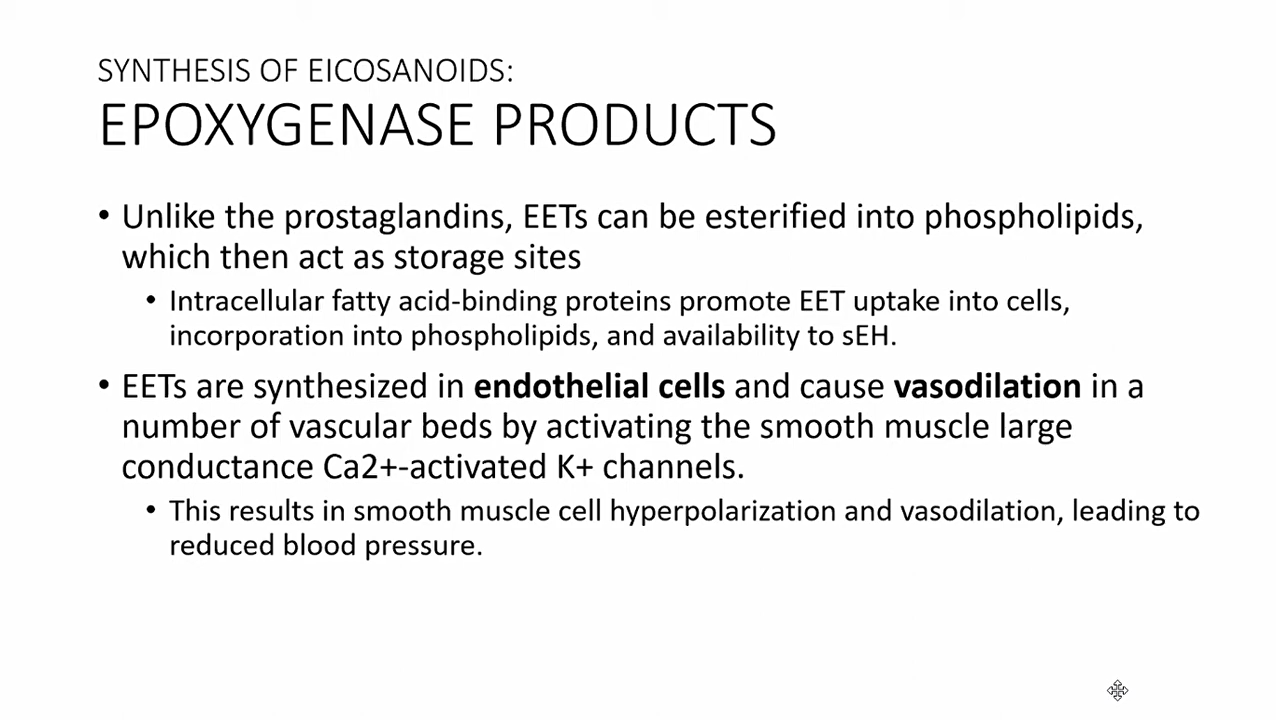 SYNTHESIS OF EICOSANOIDS:
EPOXYGENASE PRODUCTS
• Unlike the prostaglandins, EETs can be esterified into phospholipids,
which then act as storage sites
• Intracellular fatty acid-binding proteins promote EET uptake into cells,
incorporation into phospholipids, and availability to sEH.
• EETs are synthesized in endothelial cells and cause vasodilation in a
number of vascular beds by activating the smooth muscle large
conductance Ca2+-activated K+ channels.
• This results in smooth muscle cell hyperpolarization and vasodilation, leading to
reduced blood pressure.